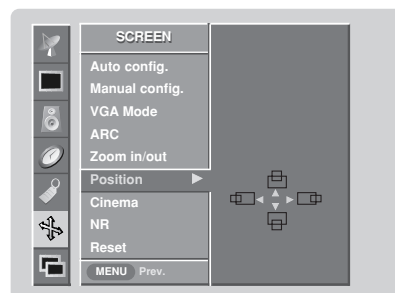 SCREEN
Auto config.
Manual config.
VGA Mode
ARC
Zoom in/out
Position
Cinema
NR
Reset
MENU Prev.